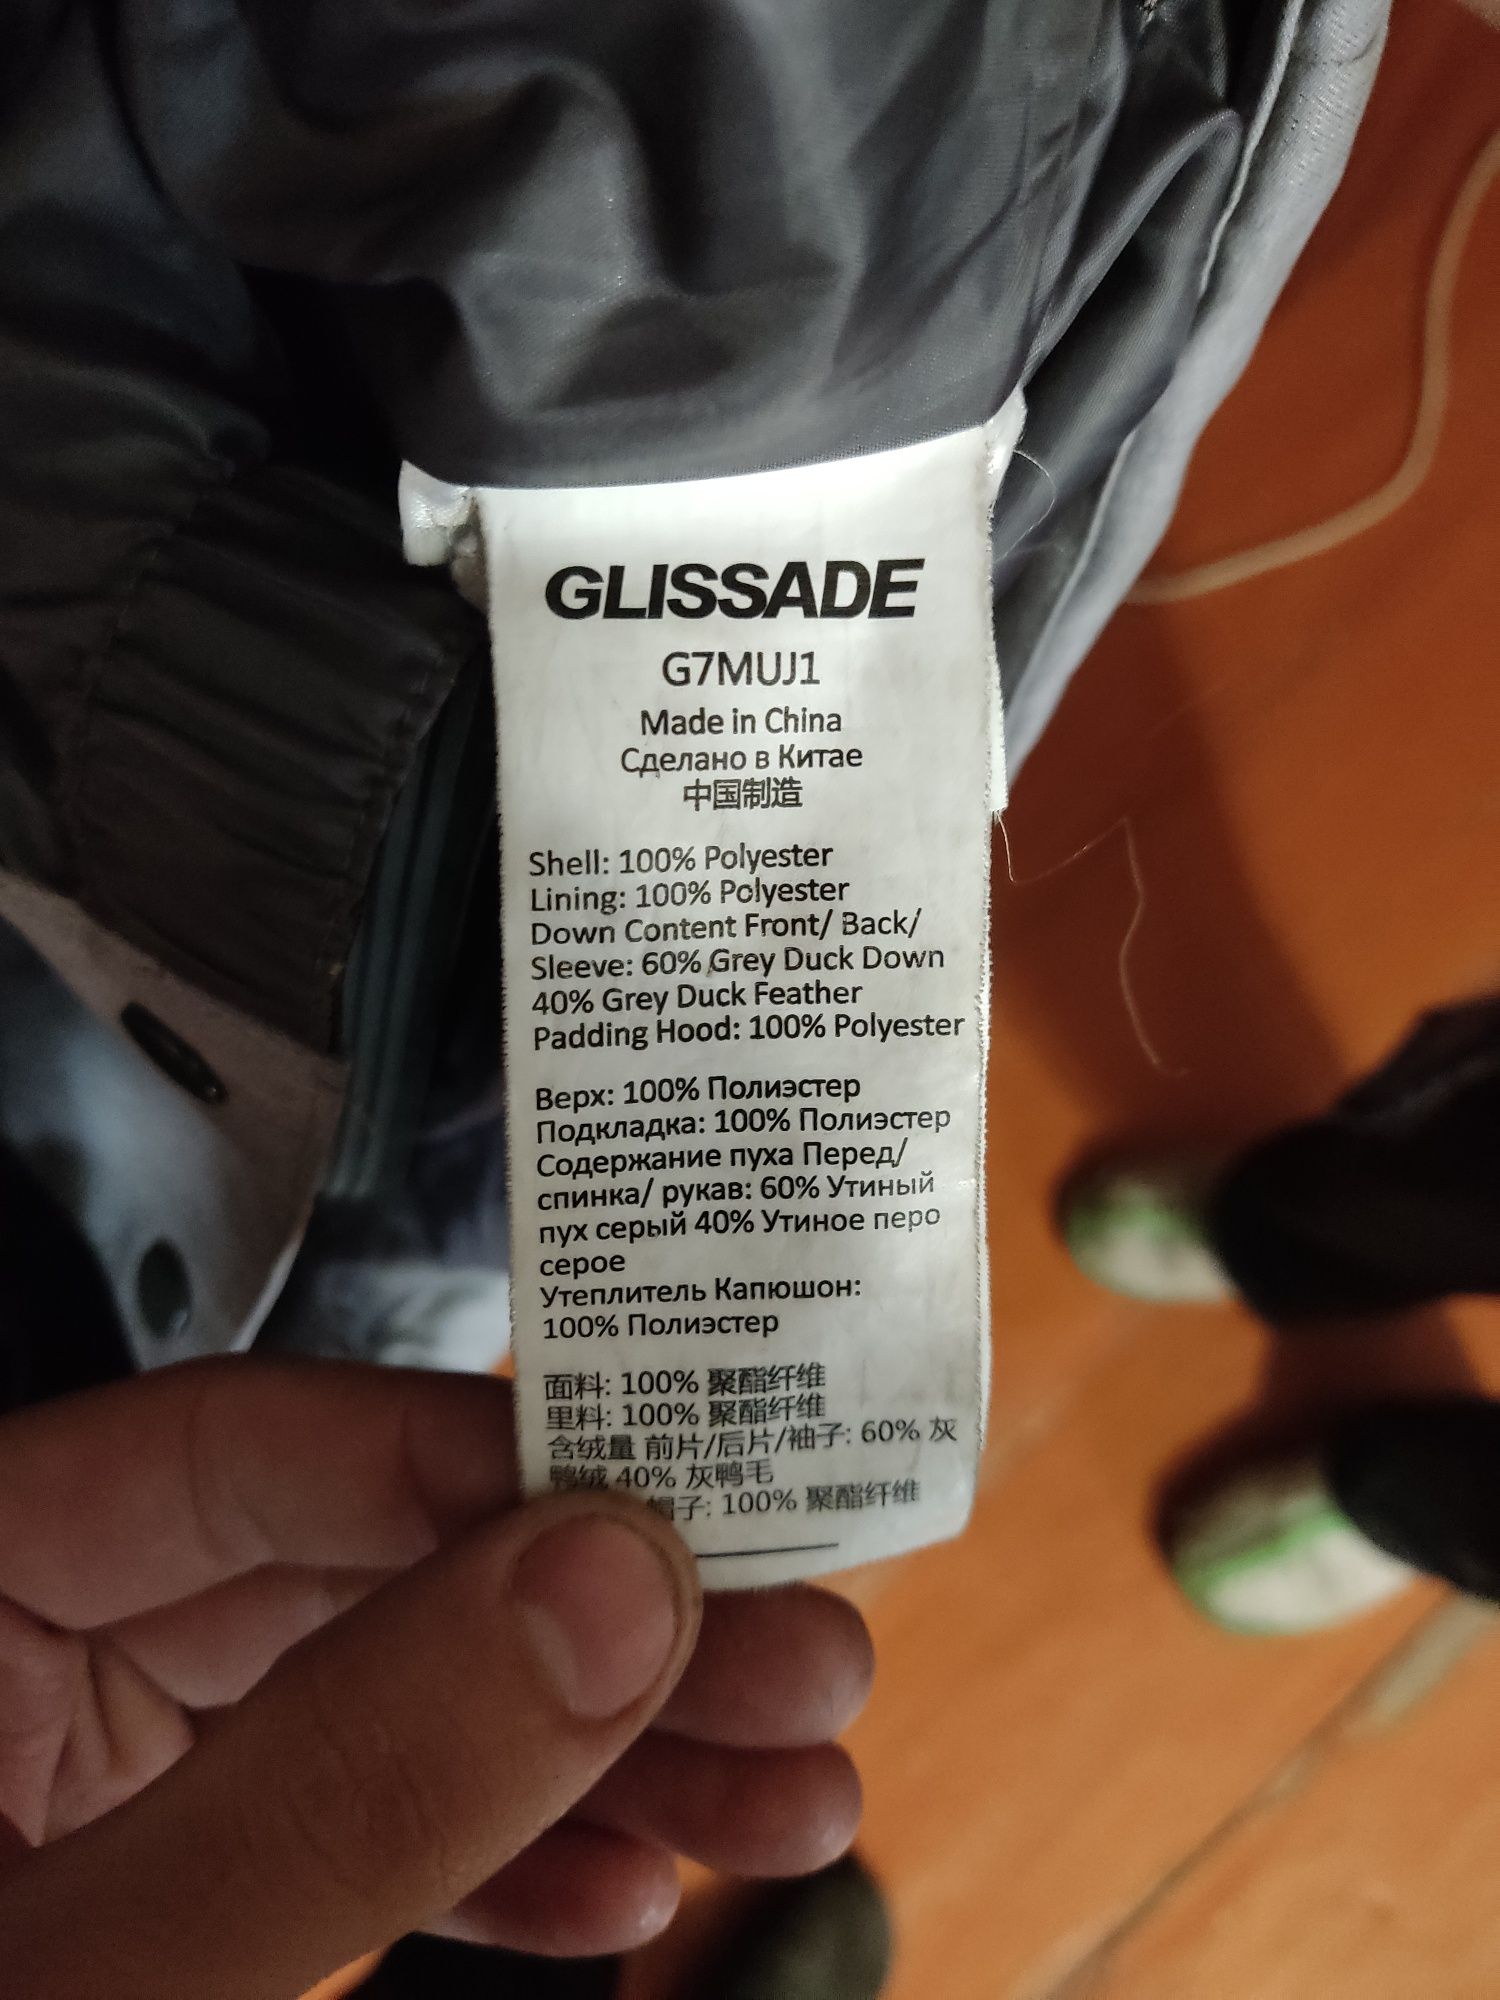 GLISSADE
G7MUJ1
Made in China
Сделано в Китае
中国制造
Shell: 100% Polyester
Lining: 100% Polyester
Down Content Front/ Back/
Sleeve: 60% Grey Duck Down
40% Grey Duck Feather
Padding Hood: 100% Polyester
Верх: 100% Полиэстер
Подкладка: 100% Полиэстер
Содержание пуха Перед/
спинка/ рукав: 60% Утиный
пух серый 40% Утиное перо
серое
Утеплитель Капюшон:
100% Полиэстер
面料: 100% 聚酯纤维
里料: 100% 聚酯纤维
含绒量 前片/后片/袖子: 60% 灰
鸭绒 40% 灰鸭毛
帽子: 100% 聚酯纤维